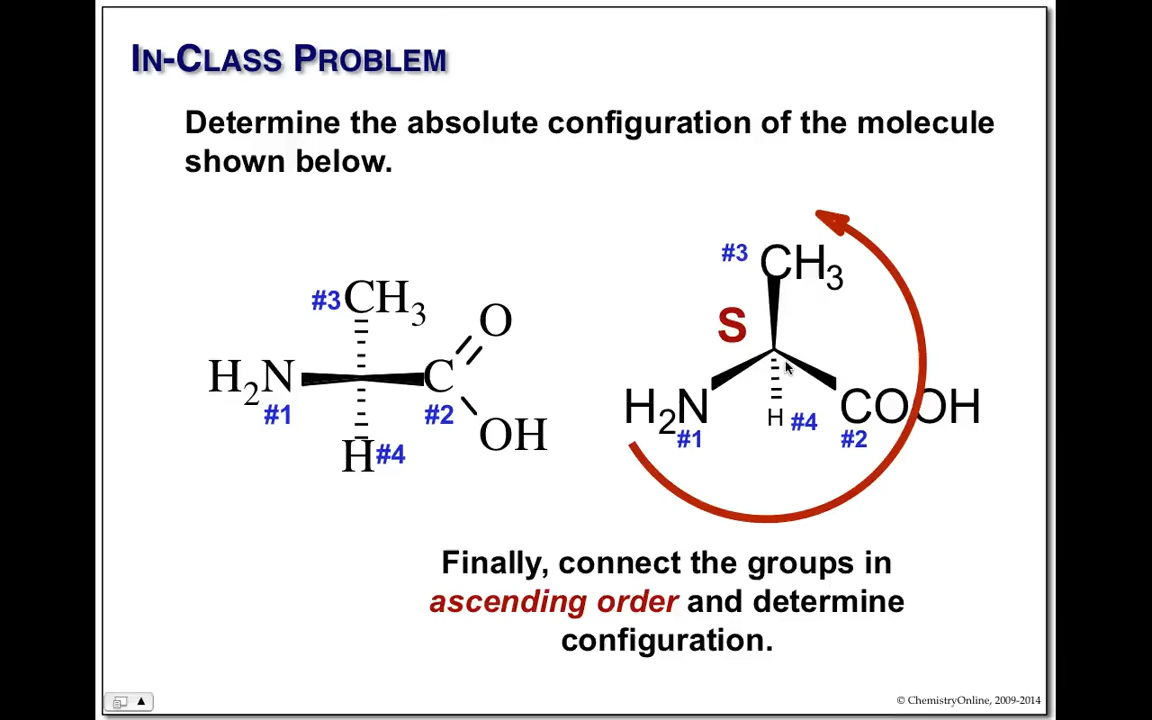 IN-CLASS PROBLEM
Determine the absolute configuration of the molecule
shown below.
#3 CH3
O
H2N
C
#1
#2
OH
H #4
#3 CH3
S
H2N
H #4
COOH
#1
#2
Finally, connect the groups in
ascending order and determine
configuration.
© ChemistryOnline, 2009-2014